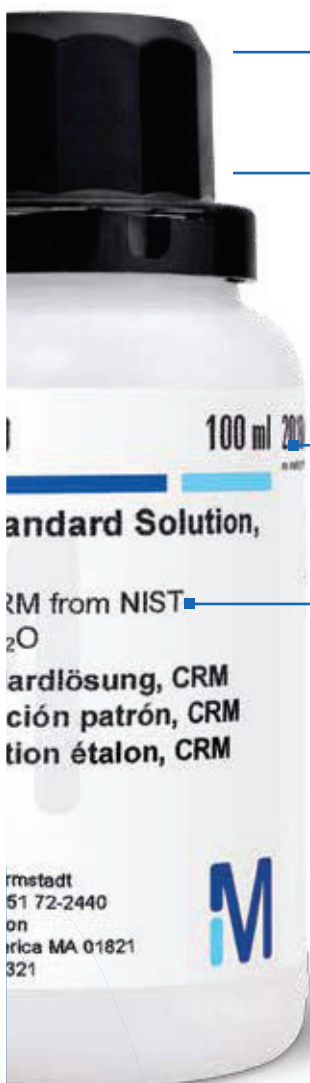 100 ml
andard Solution,
RM from NIST
₂O
ardlösung, CRM
ción patrón, CRM
tion étalon, CRM
rmstadt
51 72-2440
on
erica MA 01821
321
M